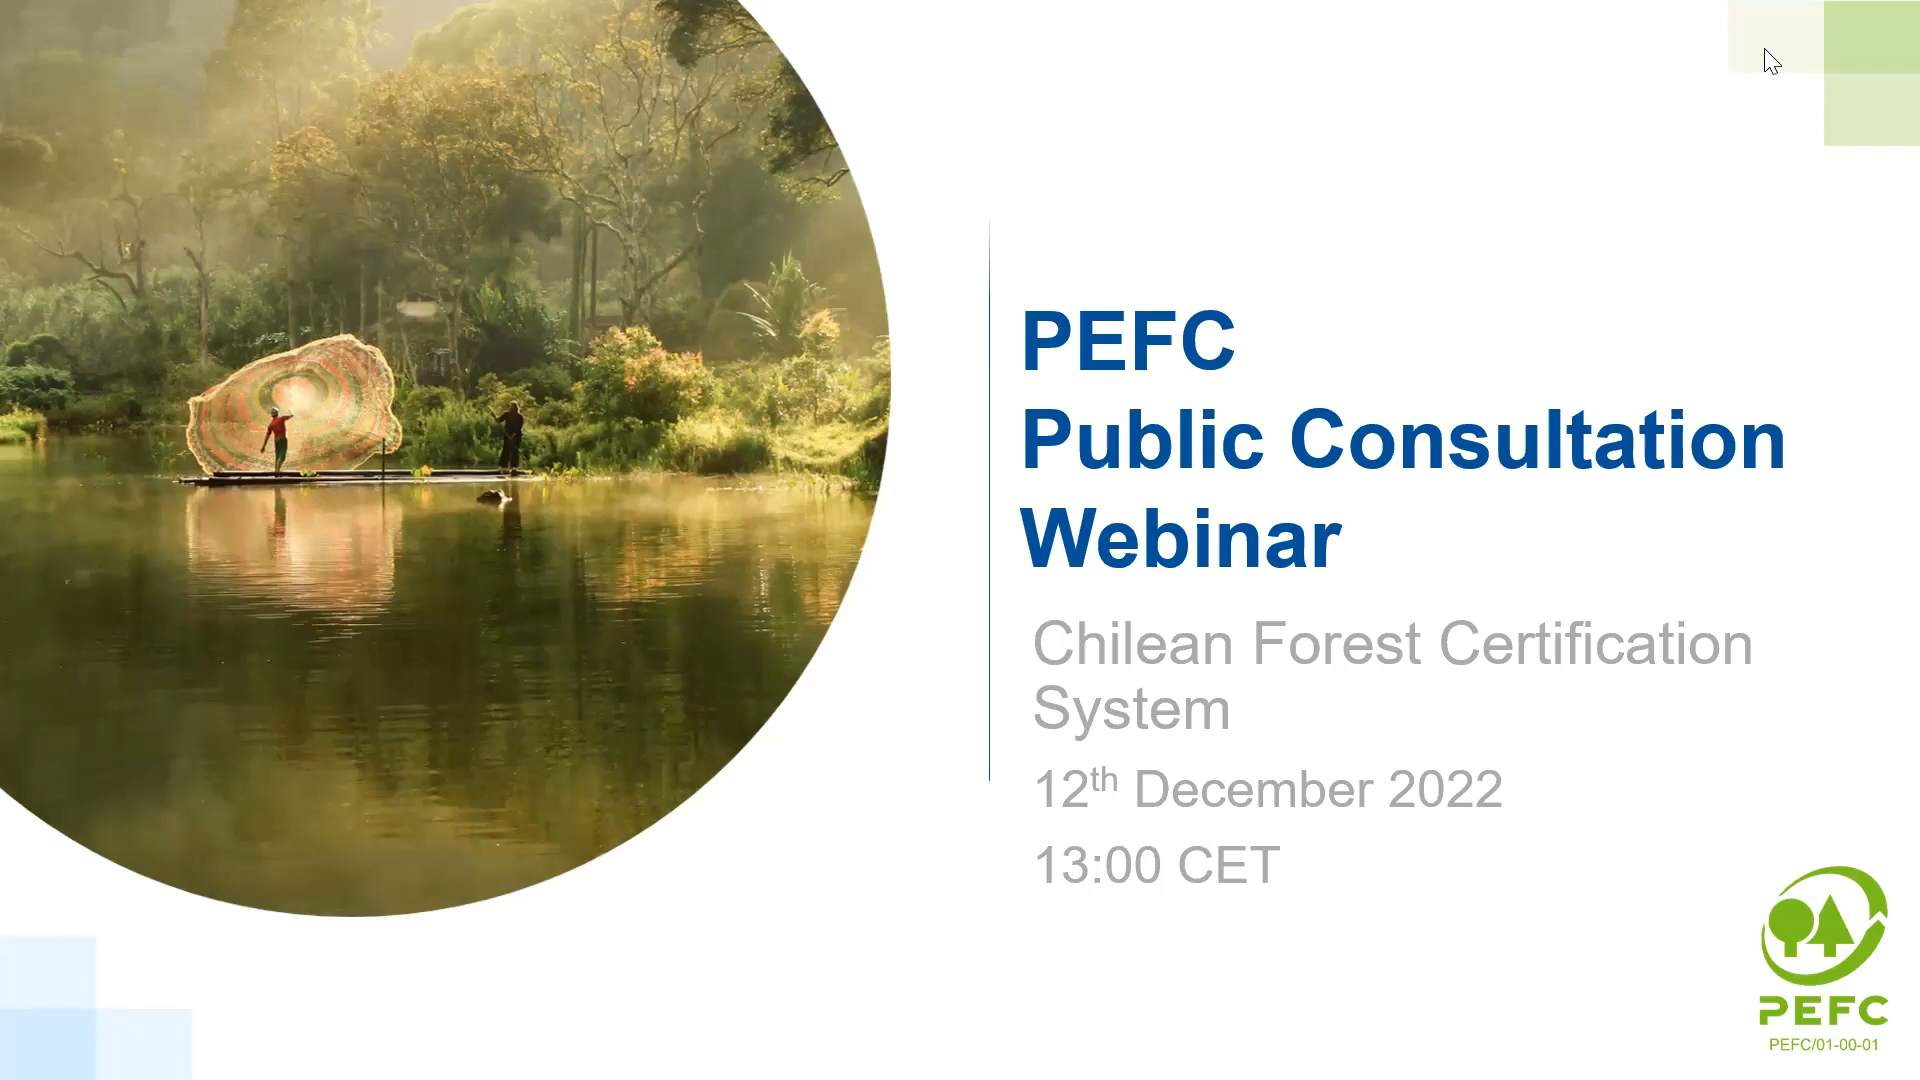 PEFC
Public Consultation
Webinar
Chilean Forest Certification
System
12th December 2022
13:00 CET
PEFC
PEFC/01-00-01